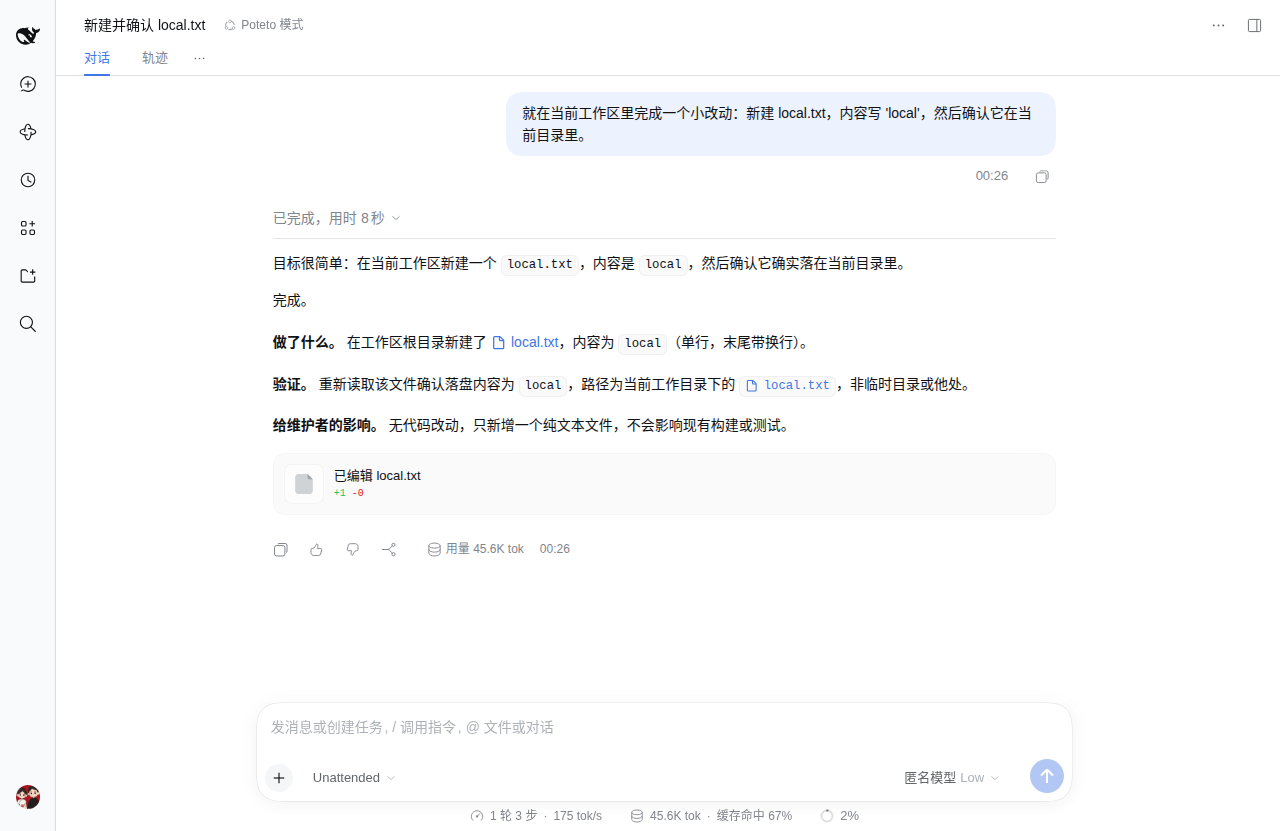 新建并确认 local.txt
Poteto 模式
对话
轨迹
就在当前工作区里完成一个小改动：新建 local.txt，内容写 'local'，然后确认它在当
前目录里。
00:26
已完成，用时 8 秒
目标很简单：在当前工作区新建一个 local.txt，内容是 local，然后确认它确实落在当前目录里。
完成。
做了什么。 在工作区根目录新建了 local.txt，内容为 local（单行，末尾带换行）。
验证。 重新读取该文件确认落盘内容为 local，路径为当前工作目录下的 local.txt，非临时目录或他处。
给维护者的影响。 无代码改动，只新增一个纯文本文件，不会影响现有构建或测试。
已编辑 local.txt
+1 -0
用量 45.6K tok 00:26
发消息或创建任务, / 调用指令, @ 文件或对话
Unattended
匿名模型 Low
1 轮 3 步 · 175 tok/s
45.6K tok · 缓存命中 67%
2%